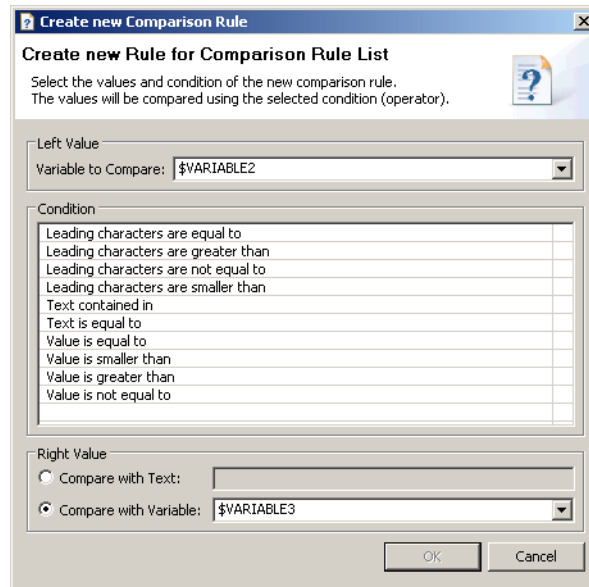 Create new Comparison Rule
Create new Rule for Comparison Rule List
Select the values and condition of the new comparison rule.
The values will be compared using the selected condition (operator).
Left Value
Variable to Compare: $VARIABLE2
Condition
Leading characters are equal to
Leading characters are greater than
Leading characters are not equal to
Leading characters are smaller than
Text contained in
Text is equal to
Value is equal to
Value is smaller than
Value is greater than
Value is not equal to
Right Value
Compare with Text:
Compare with Variable: $VARIABLE3
OK Cancel